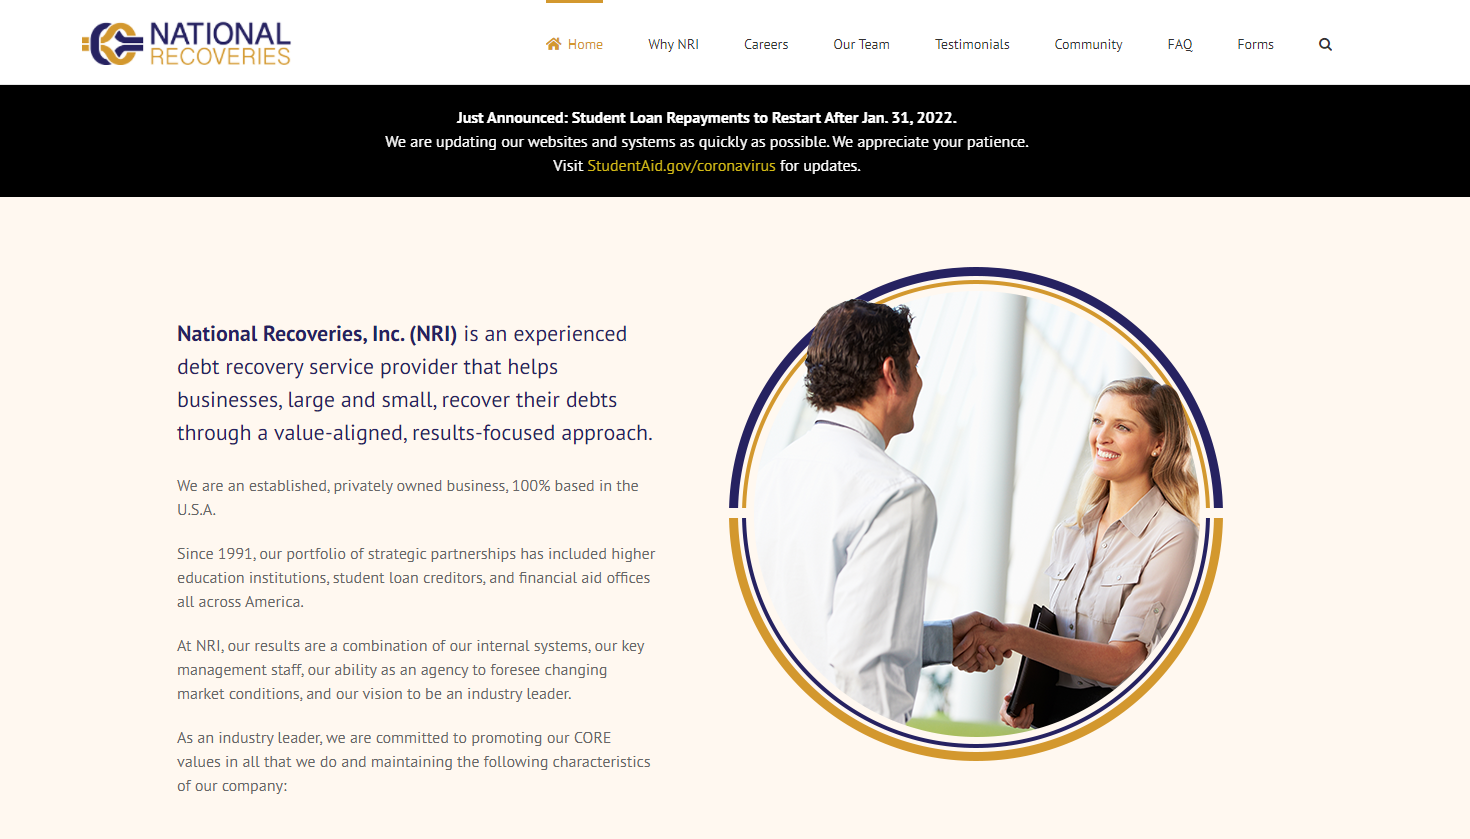 NATIONAL
RECOVERIES
Home Why NRI Careers Our Team Testimonials Community FAQ Forms
Just Announced: Student Loan Repayments to Restart After Jan. 31, 2022.
We are updating our websites and systems as quickly as possible. We appreciate your patience.
Visit StudentAid.gov/coronavirus for updates.
National Recoveries, Inc. (NRI) is an experienced
debt recovery service provider that helps
businesses, large and small, recover their debts
through a value-aligned, results-focused approach.
We are an established, privately owned business, 100% based in the
U.S.A.
Since 1991, our portfolio of strategic partnerships has included higher
education institutions, student loan creditors, and financial aid offices
all across America.
At NRI, our results are a combination of our internal systems, our key
management staff, our ability as an agency to foresee changing
market conditions, and our vision to be an industry leader.
As an industry leader, we are committed to promoting our CORE
values in all that we do and maintaining the following characteristics
of our company: